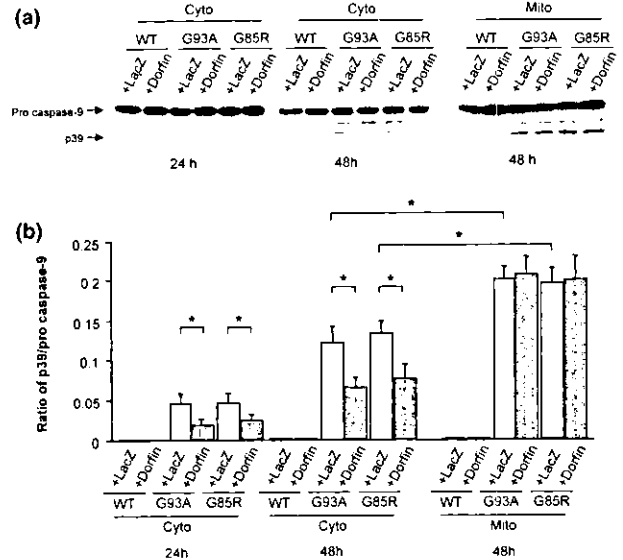 (a)
Cyto Cyto Mito
WT G93A G85R WT G93A G85R WT G93A G85R
+LacZ +Dorfin +LacZ +Dorfin +LacZ +Dorfin +LacZ +Dorfin +LacZ +Dorfin +LacZ +Dorfin +LacZ +Dorfin +LacZ +Dorfin +LacZ +Dorfin
Pro caspase-9
p39
24 h 48h 48 h
(b)
Ratio of p39/pro caspase-9
0.25
0.2
0.15
0.1
0.05
0
* * * * * *
+LacZ +Dorfin +LacZ +Dorfin +LacZ +Dorfin +LacZ +Dorfin +LacZ +Dorfin +LacZ +Dorfin +LacZ +Dorfin +LacZ +Dorfin +LacZ +Dorfin
WT G93A G85R WT G93A G85R WT G93A G85R
Cyto Cyto Mito
24h 48h 48h